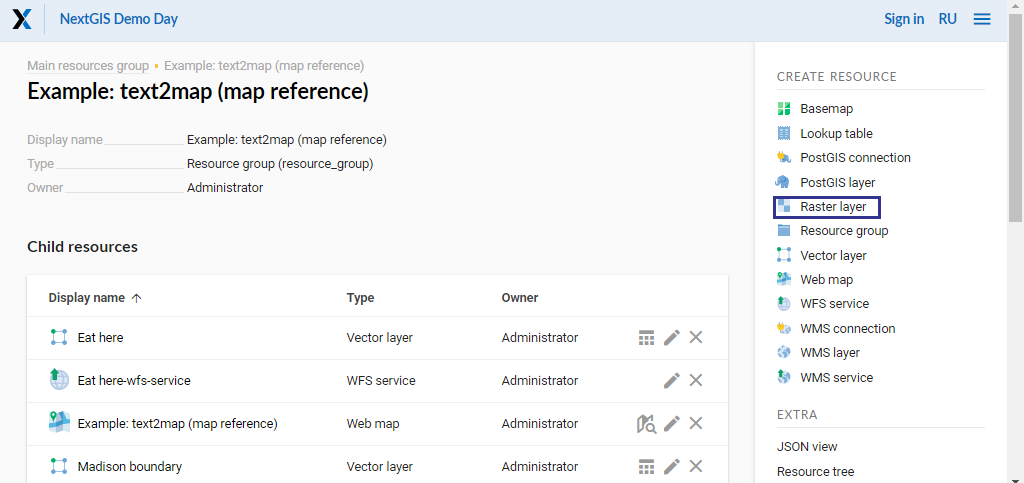 NextGIS Demo Day
Sign in RU
Main resources group • Example: text2map (map reference)
Example: text2map (map reference)
Display name Example: text2map (map reference)
Type Resource group (resource_group)
Owner Administrator
Child resources
Display name ↑ Type Owner
Eat here Vector layer Administrator
Eat here-wfs-service WFS service Administrator
Example: text2map (map reference) Web map Administrator
Madison boundary Vector layer Administrator
CREATE RESOURCE
Basemap
Lookup table
PostGIS connection
PostGIS layer
Raster layer
Resource group
Vector layer
Web map
WFS service
WMS connection
WMS layer
WMS service
EXTRA
JSON view
Resource tree